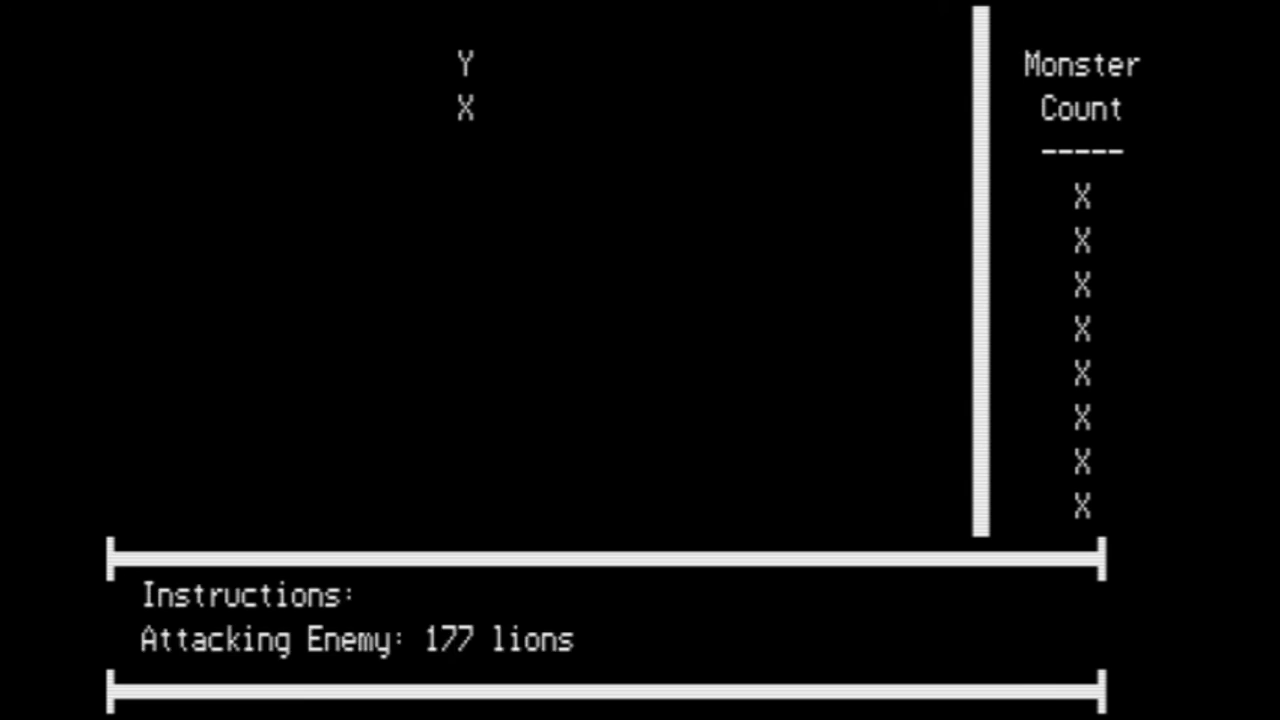 Y
X
Monster
Count
-----
X
X
X
X
X
X
X
X
Instructions:
Attacking Enemy: 177 lions